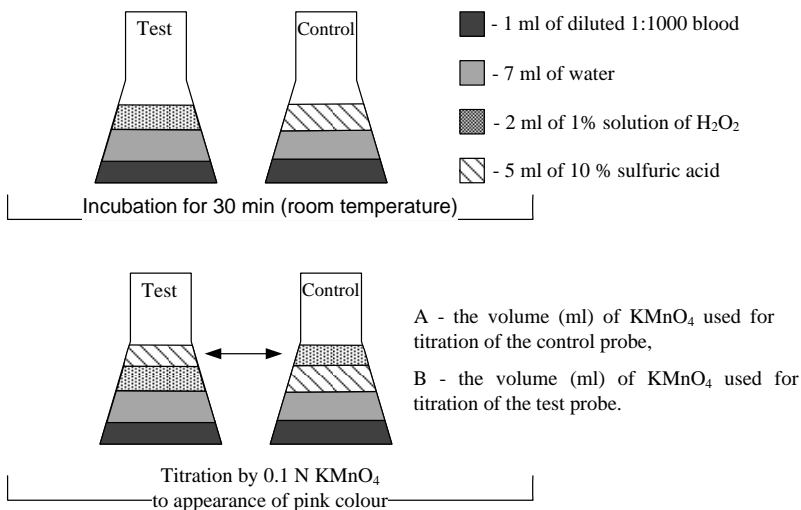 Test
Control
- 1 ml of diluted 1:1000 blood
- 7 ml of water
- 2 ml of 1% solution of H₂O₂
- 5 ml of 10 % sulfuric acid
Incubation for 30 min (room temperature)
Test
Control
A - the volume (ml) of KMnO₄ used for
titration of the control probe,
B - the volume (ml) of KMnO₄ used for
titration of the test probe.
Titration by 0.1 N KMnO₄
to appearance of pink colour